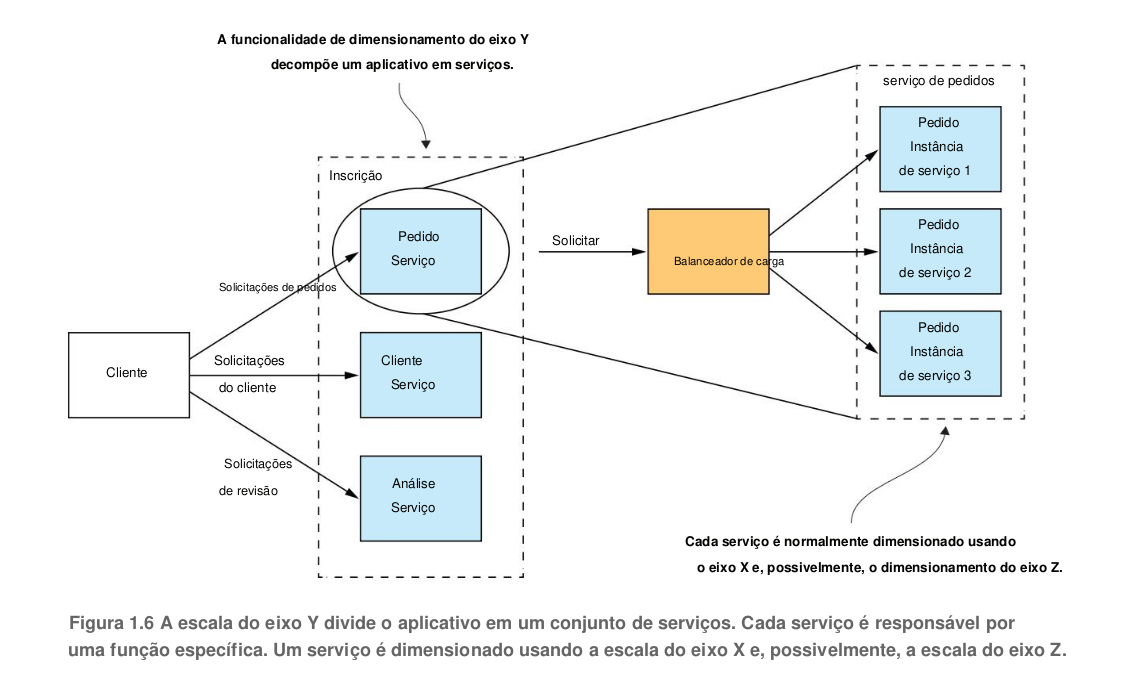 A funcionalidade de dimensionamento do eixo Y
decompõe um aplicativo em serviços.
serviço de pedidos
Pedido
Instância
de serviço 1
Inscrição
Pedido
Serviço
Solicitar
Balanceador de carga
Pedido
Instância
de serviço 2
Solicitações de pedidos
Pedido
Instância
de serviço 3
Cliente
Solicitações
do cliente
Cliente
Serviço
Solicitações
de revisão
Análise
Serviço
Cada serviço é normalmente dimensionado usando
o eixo X e, possivelmente, o dimensionamento do eixo Z.
Figura 1.6 A escala do eixo Y divide o aplicativo em um conjunto de serviços. Cada serviço é responsável por
uma função específica. Um serviço é dimensionado usando a escala do eixo X e, possivelmente, a escala do eixo Z.